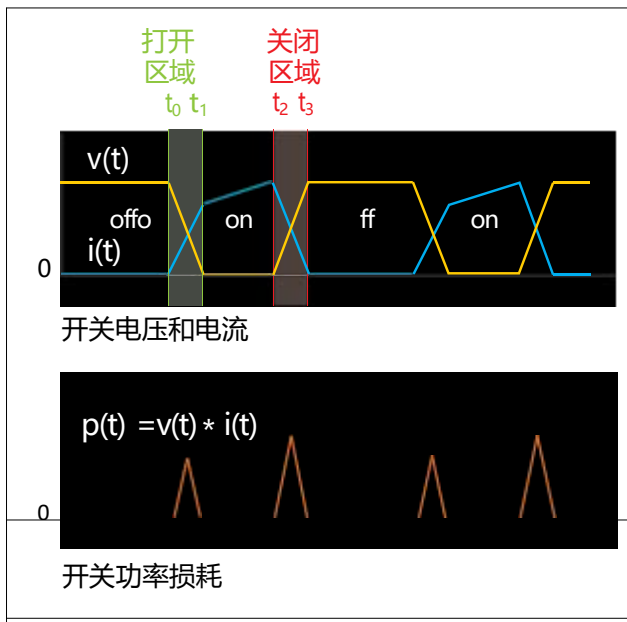 打开
区域
t0 t1
关闭
区域
t2 t3
v(t)
offo
on
ff
on
i(t)
0
开关电压和电流
p(t) =v(t) * i(t)
0
开关功率损耗